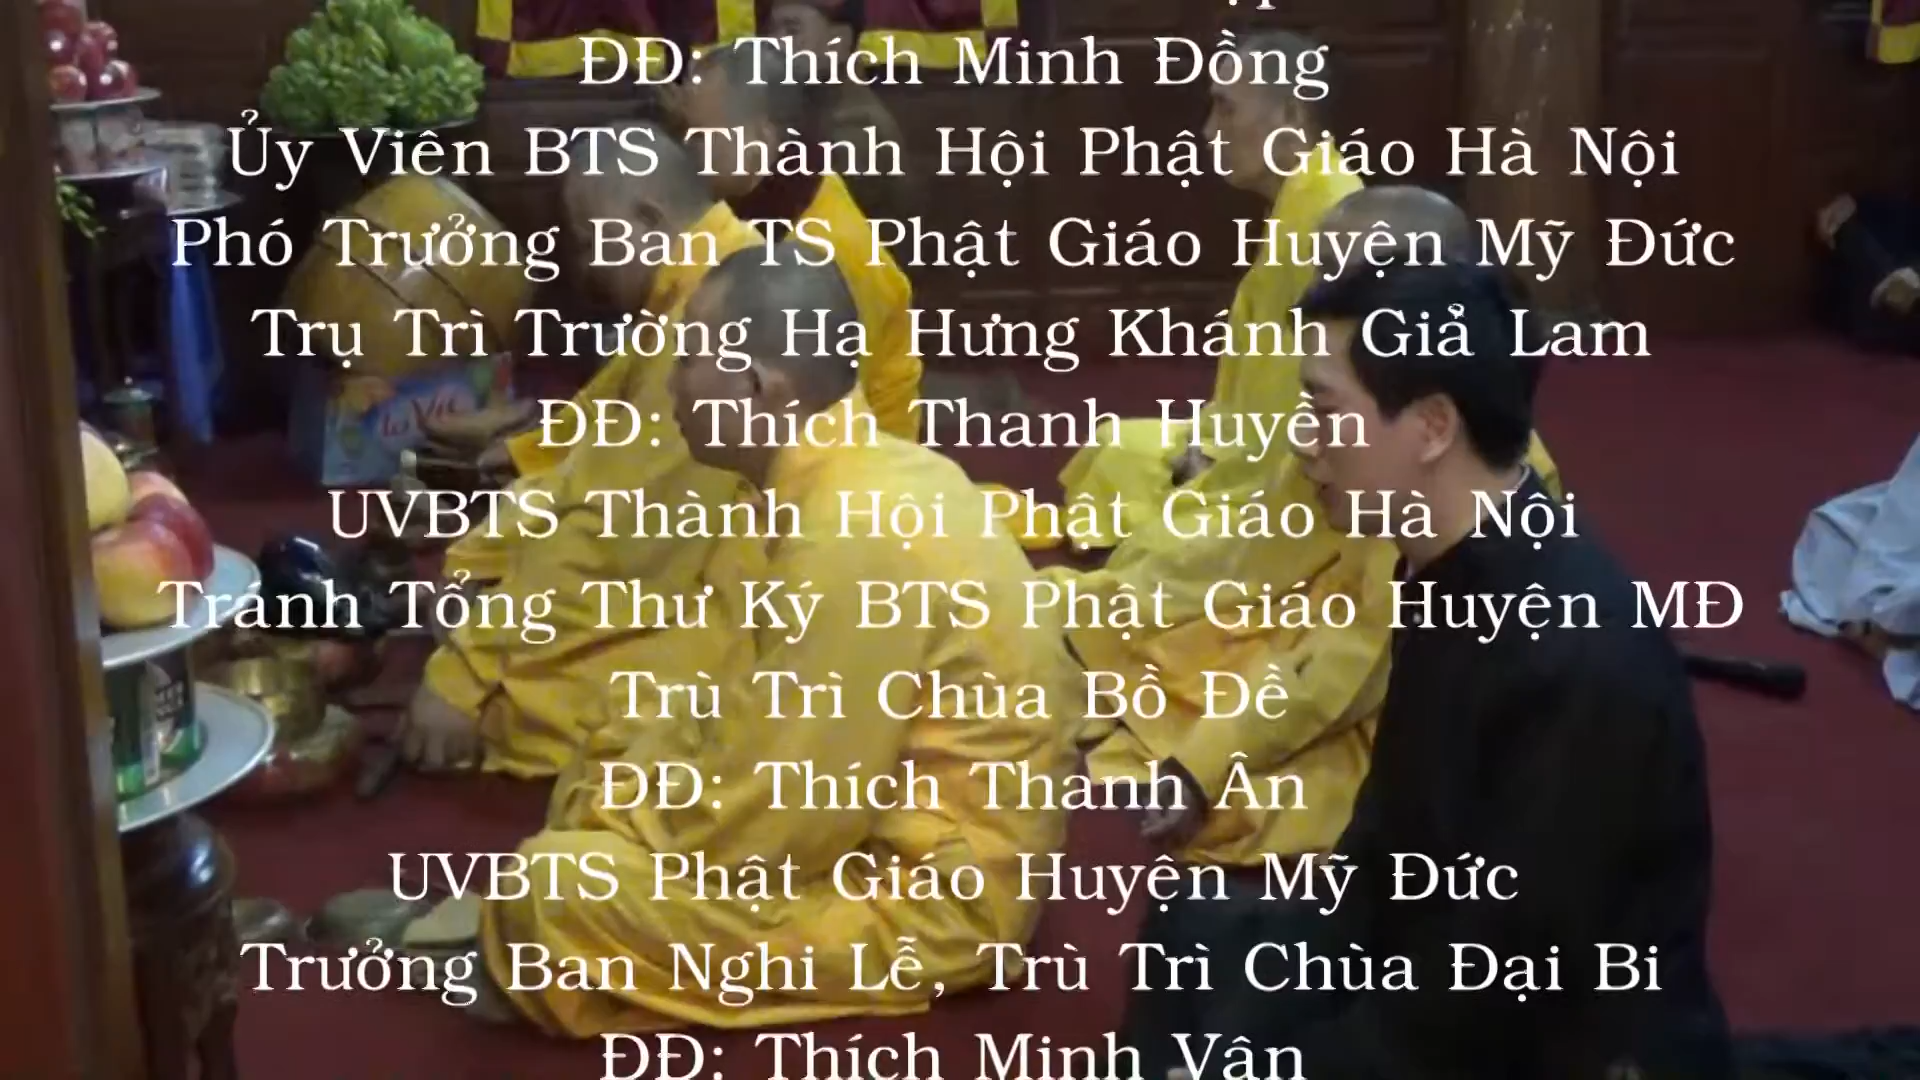 ĐĐ: Thích Minh Đồng
Ủy Viên BTS Thành Hội Phật Giáo Hà Nội
Phó Trưởng Ban TS Phật Giáo Huyện Mỹ Đức
Trụ Trì Trường Hạ Hưng Khánh Giả Lam
ĐĐ: Thích Thanh Huyền
UVBTS Thành Hội Phật Giáo Hà Nội
Tránh Tổng Thư Ký BTS Phật Giáo Huyện MĐ
Trù Trì Chùa Bồ Đề
ĐĐ: Thích Thanh Ân
UVBTS Phật Giáo Huyện Mỹ Đức
Trưởng Ban Nghi Lễ, Trù Trì Chùa Đại Bi
ĐĐ: Thích Minh Vân